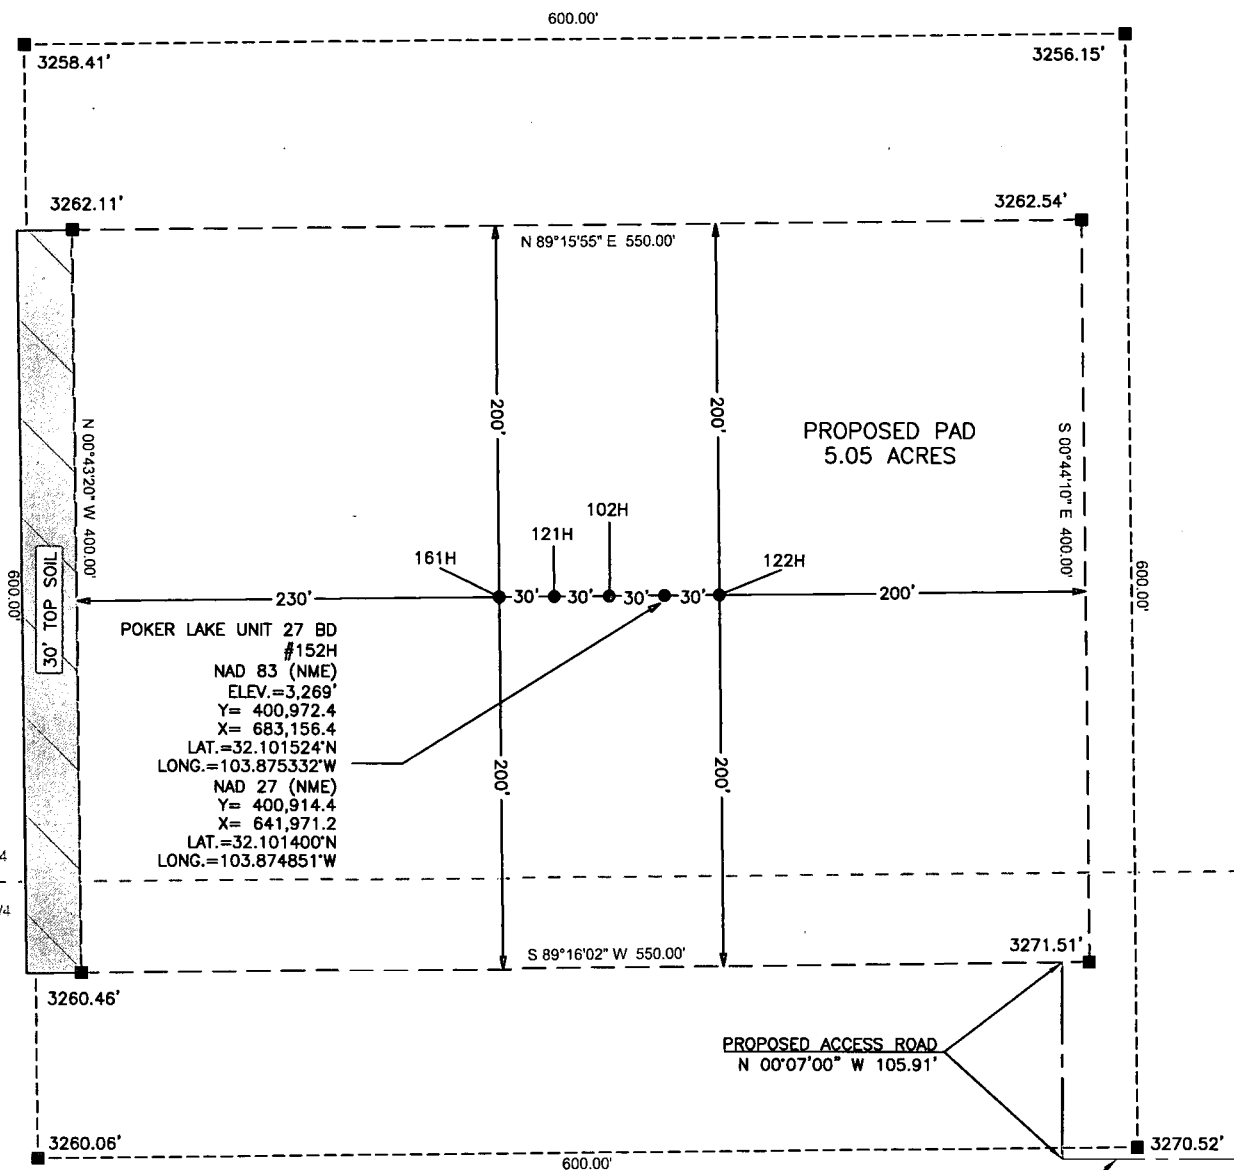 600.00'
3258.41'
3256.15'
3262.11'
3262.54'
N 89°15'55" E 550.00'
200'
200'
PROPOSED PAD
5.05 ACRES
N 00°43'20" W 400.00'
S 00°44'10" E 400.00'
102H
121H
161H
122H
600.00'
30' TOP SOIL
230'
30'
30'
30'
30'
200'
600.00'
POKER LAKE UNIT 27 BD
#152H
NAD 83 (NME)
ELEV.=3,269'
Y= 400,972.4
X= 683,156.4
LAT.=32.101524°N
LONG.=103.875332°W
NAD 27 (NME)
Y= 400,914.4
X= 641,971.2
LAT.=32.101400°N
LONG.=103.874851°W
200'
200'
4
/4
S 89°16'02" W 550.00'
3271.51'
3260.46'
PROPOSED ACCESS ROAD
N 00°07'00" W 105.91'
3260.06'
3270.52'
600.00'